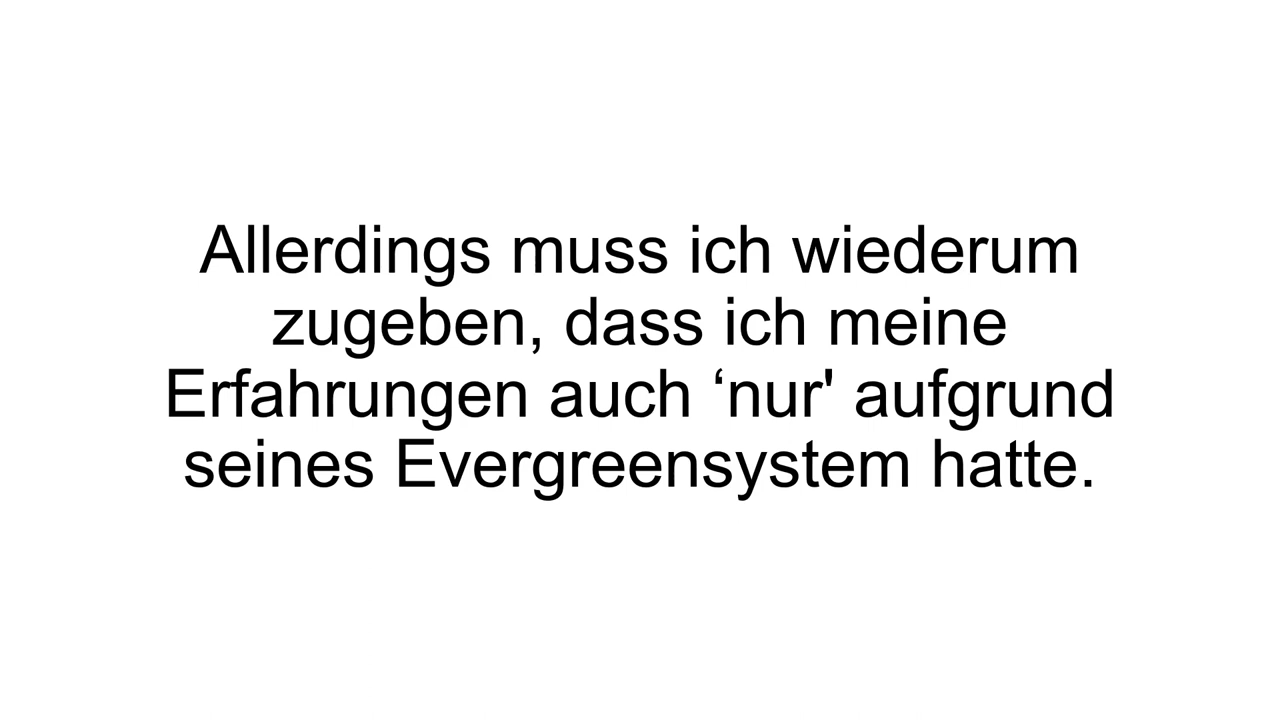 Allerdings muss ich wiederum
zugeben, dass ich meine
Erfahrungen auch ‘nur' aufgrund
seines Evergreensystem hatte.